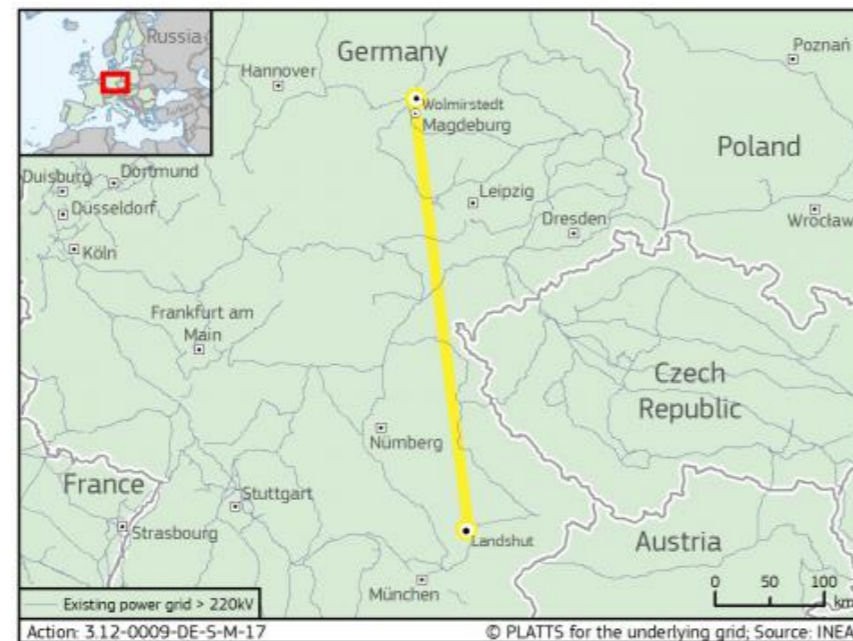 Russia
Turkey
Germany
Poznań
Hannover
Wolmirstedt
Magdeburg
Poland
Duisburg
Dortmund
Leipzig
Düsseldorf
Dresden
Wrocław
Köln
Frankfurt am
Main
Czech
Republic
Nürnberg
France
Stuttgart
Strasbourg
Landshut
Austria
München
0 50 100
km
Existing power grid > 220kV
Action: 3.12-0009-DE-S-M-17
© PLATTS for the underlying grid; Source: INEA